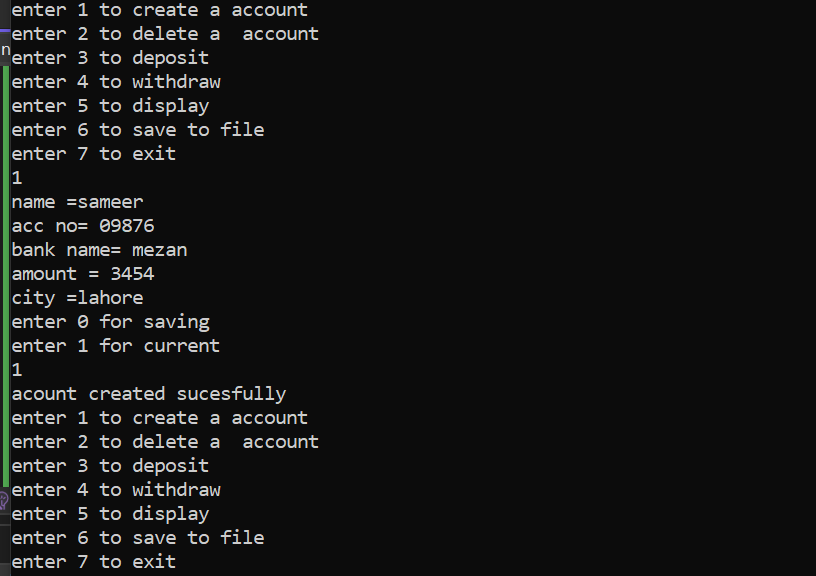 enter 1 to create a account
enter 2 to delete a  account
n
enter 3 to deposit
enter 4 to withdraw
enter 5 to display
enter 6 to save to file
enter 7 to exit
1
name =sameer
acc no= 09876
bank name= mezan
amount = 3454
city =lahore
enter 0 for saving
enter 1 for current
1
acount created sucesfully
enter 1 to create a account
enter 2 to delete a  account
enter 3 to deposit
enter 4 to withdraw
enter 5 to display
enter 6 to save to file
enter 7 to exit